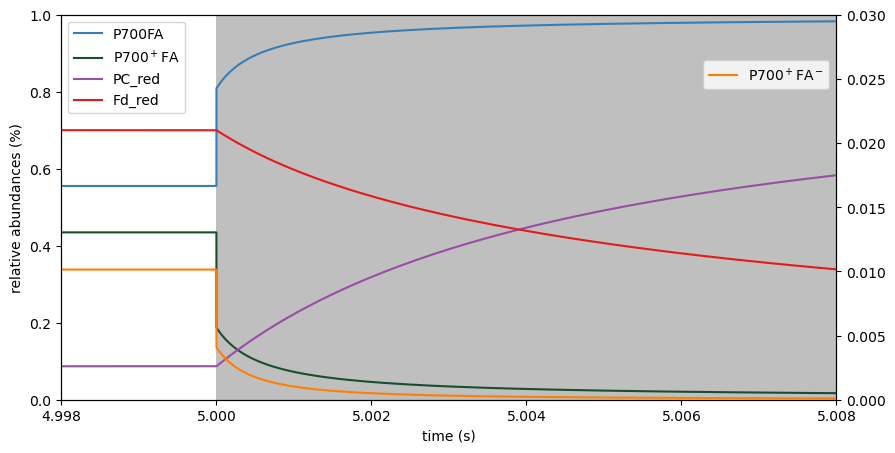 1.0
0.8
0.6
0.4
0.2
0.0
relative abundances (%)
P700FA
P700⁺FA
PC_red
Fd_red
P700⁺FA⁻
0.030
0.025
0.020
0.015
0.010
0.005
0.000
4.998 5.000 5.002 5.004 5.006 5.008
time (s)